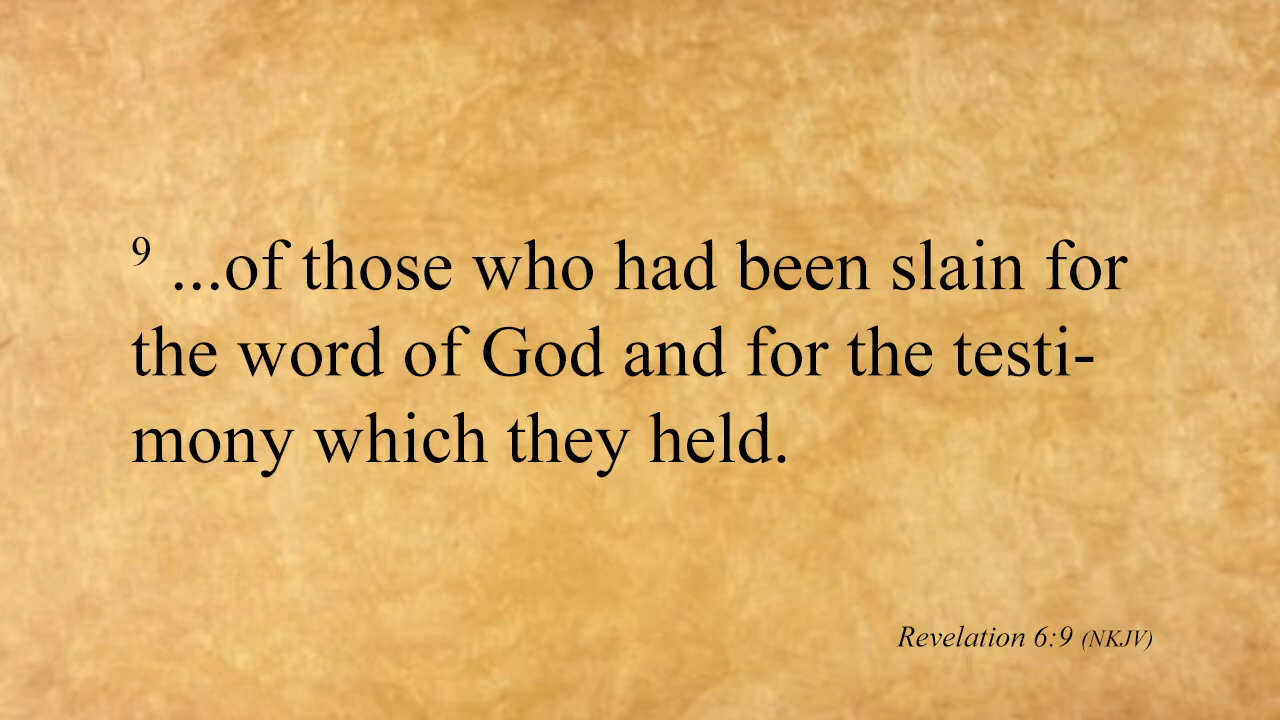 9 ...of those who had been slain for
the word of God and for the testi-
mony which they held.
Revelation 6:9 (NKJV)